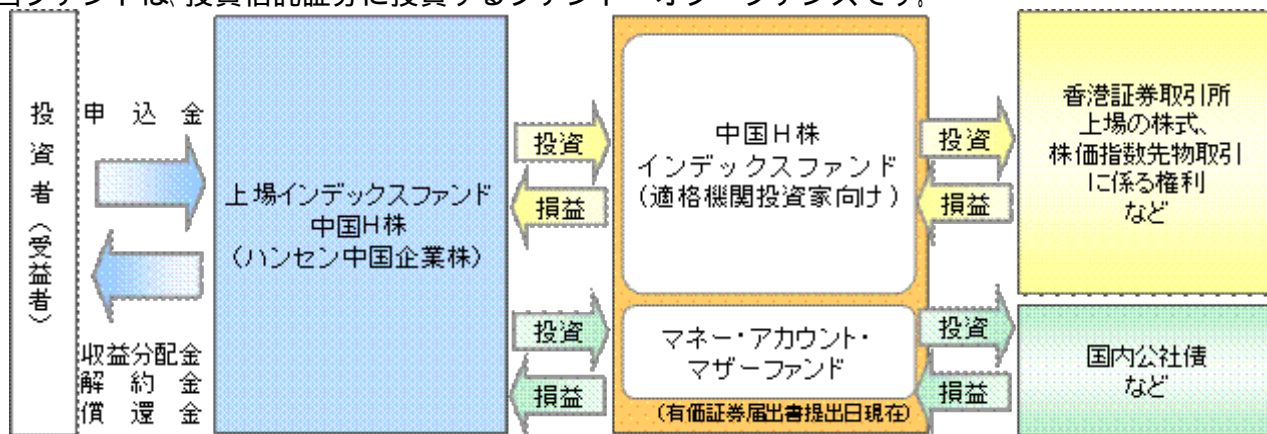 当ファンドは、投資信託証券に投資するファンド・オブ・ファンズです。
投資者(受益者)
申込金
収益分配金
解約金
償還金
上場インデックスファンド
中国H株
(ハンセン中国企業株)
投資
損益
投資
損益
中国H株
インデックスファンド
(適格機関投資家向け)
マネー・アカウント・
マザーファンド
(有価証券届出書提出日現在)
投資
損益
投資
損益
香港証券取引所
上場の株式、
株価指数先物取引
に係る権利
など
国内公社債
など